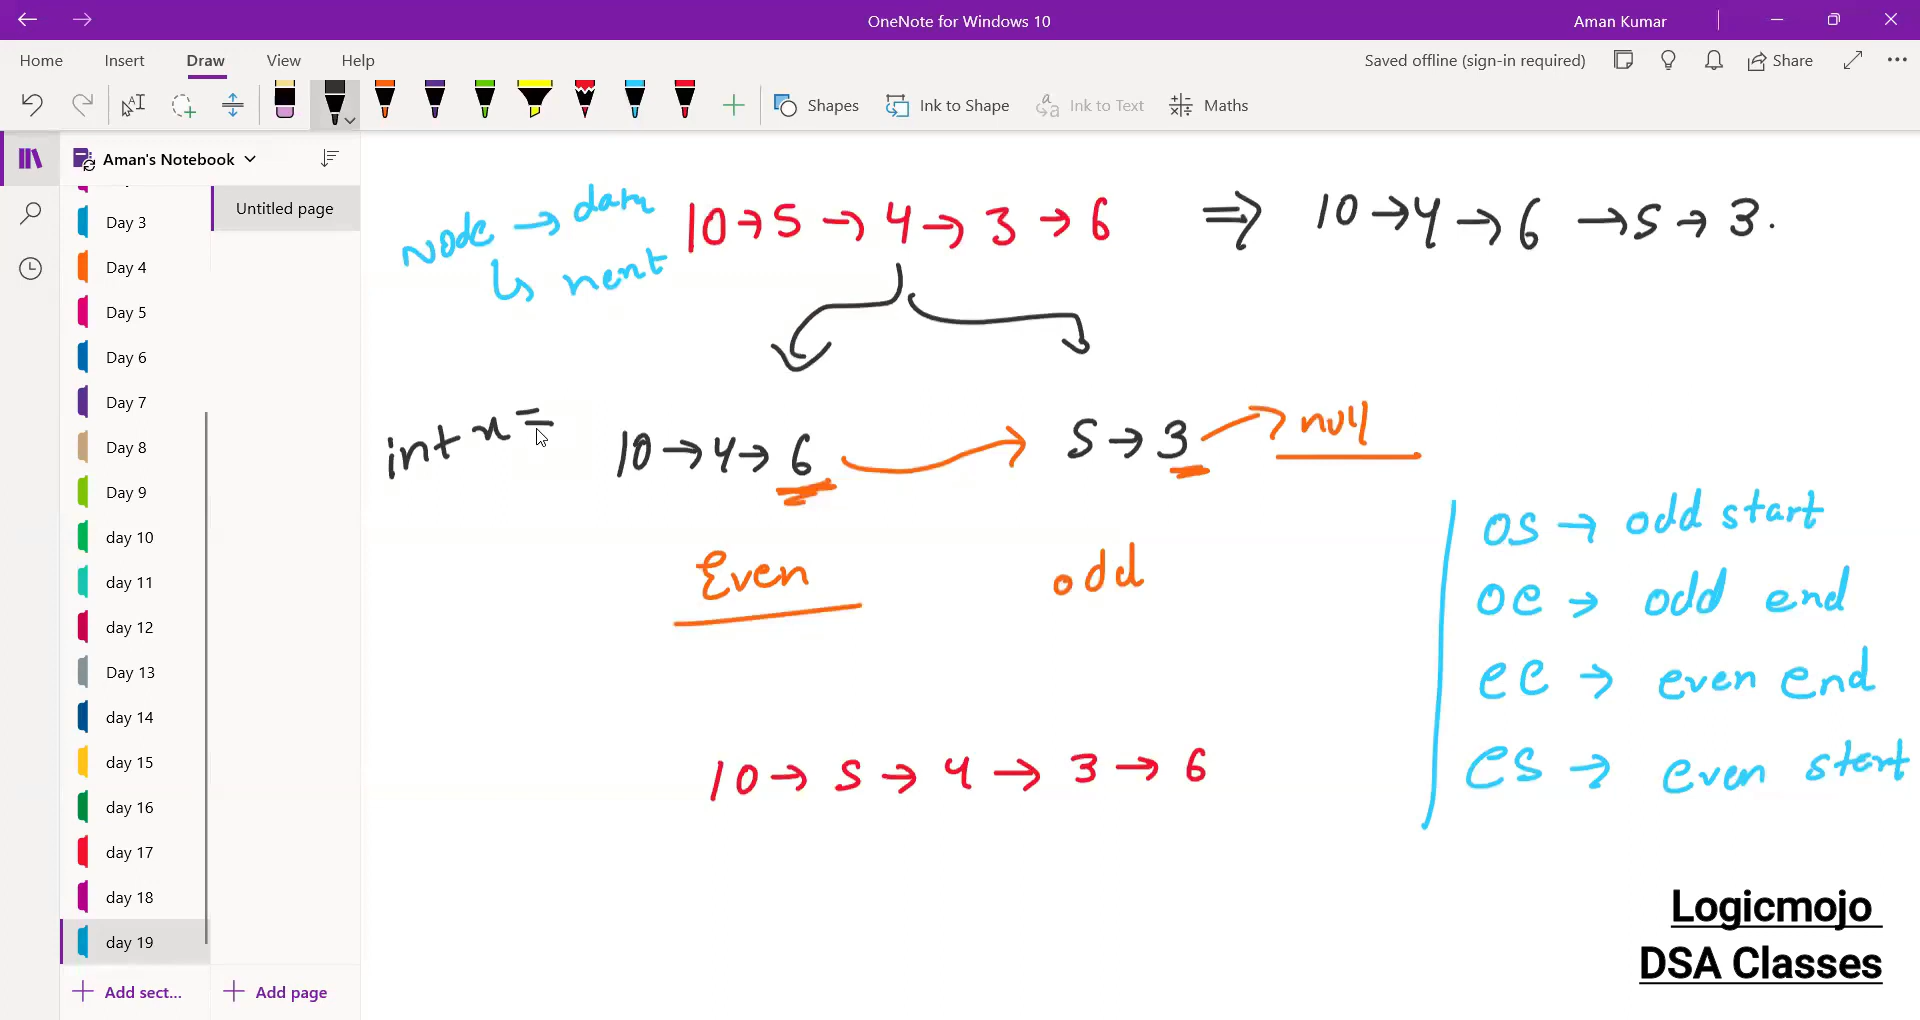 OneNote for Windows 10
Aman Kumar
Home Insert Draw View Help
Saved offline (sign-in required)
Share
Shapes
Ink to Shape
Ink to Text
Maths
Aman's Notebook
Untitled page
Day 3
Day 4
Day 5
Day 6
Day 7
Day 8
Day 9
day 10
day 11
day 12
Day 13
day 14
day 15
day 16
day 17
day 18
day 19
Add sect...
Add page
Node → data
↳ next
10 → 5 → 4 → 3 → 6 ⇒ 10 → 4 → 6 → 5 → 3.
int x =
10 → 4 → 6 → 5 → 3 → null
Even odd
10 → 5 → 4 → 3 → 6
os → odd start
oe → odd end
ee → even end
es → even start
Logicmojo
DSA Classes